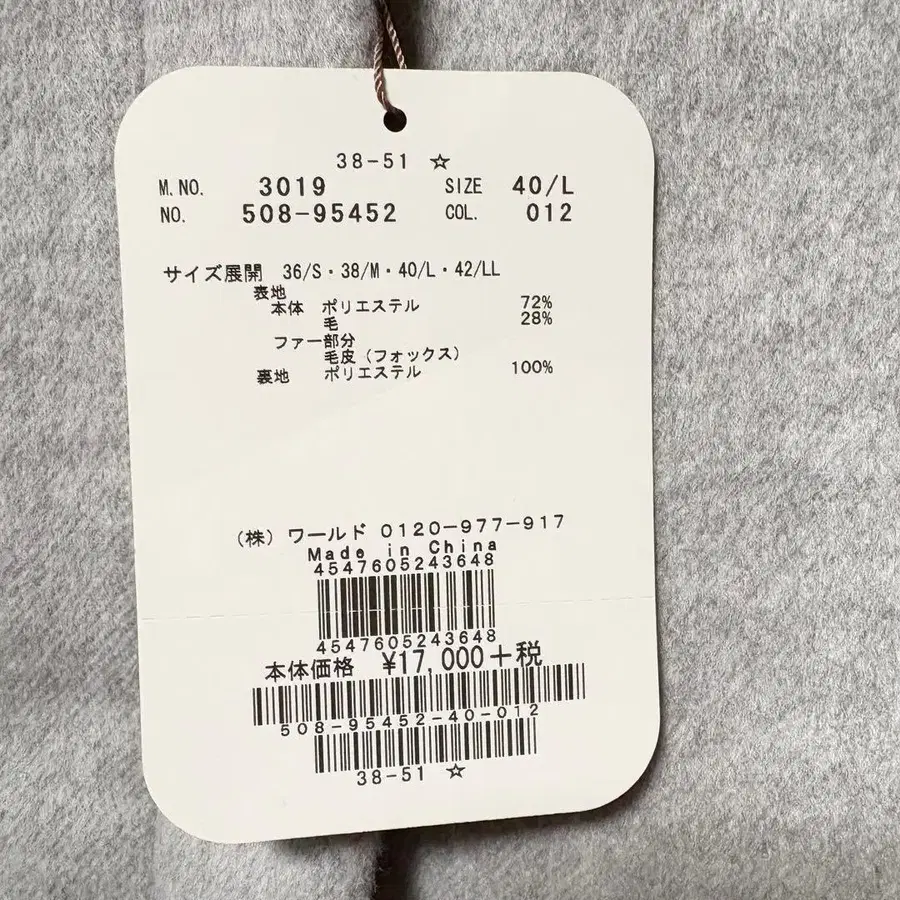 38-51 ☆
M.NO. 3019 SIZE 40/L
NO. 508-95452 COL. 012
サイズ展開 36/S・38/M・40/L・42/LL
表地
本体 ポリエステル 72%
毛 28%
ファー部分
毛皮(フォックス)
裏地 ポリエステル 100%
(株)ワールド 0120-977-917
Made in China
4547605243648
4547605243648
本体価格 ¥17,000+税
508-95452-40-012
38-51 ☆